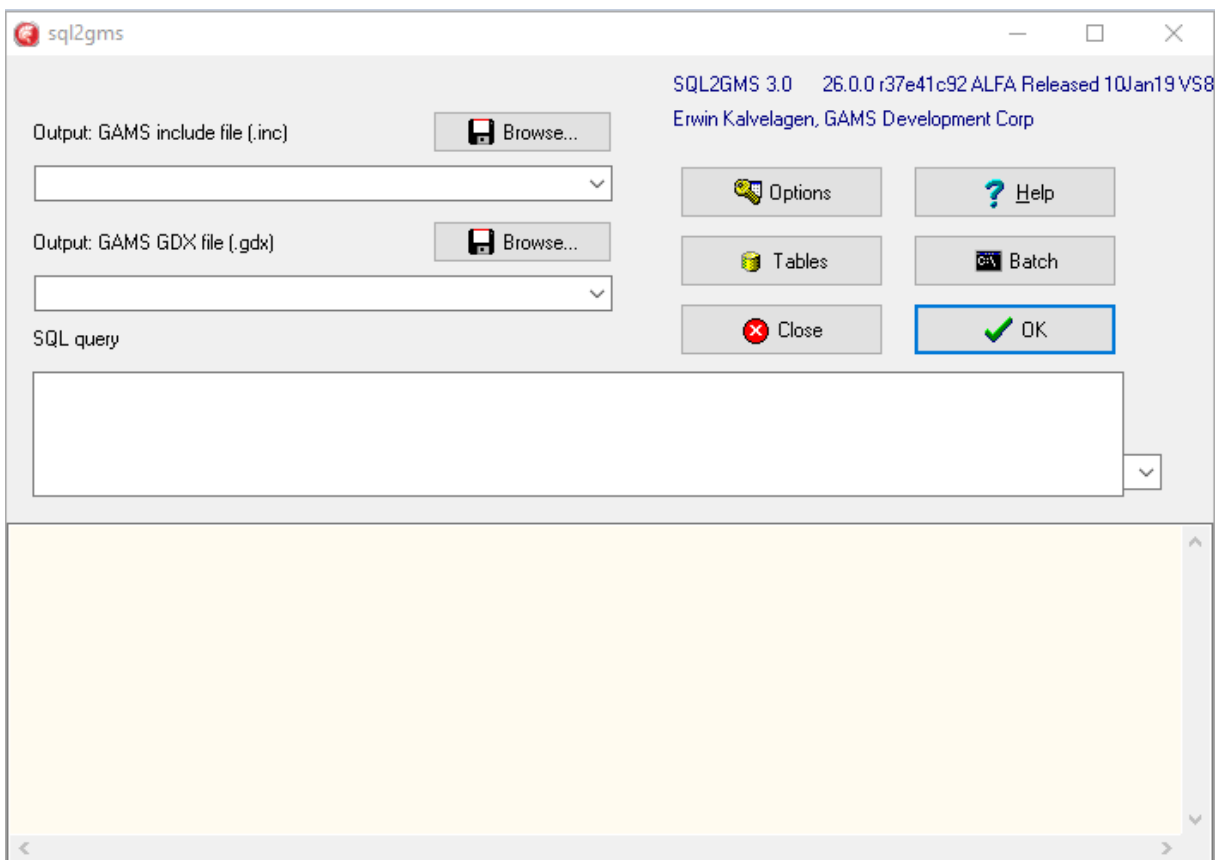 sql2gms
SQL2GMS 3.0 26.0.0 r37e41c92 ALFA Released 10Jan19 VS8
Erwin Kalvelagen, GAMS Development Corp
Output: GAMS include file (.inc)
Browse...
Options
Help
Output: GAMS GDX file (.gdx)
Browse...
Tables
Batch
SQL query
Close
OK